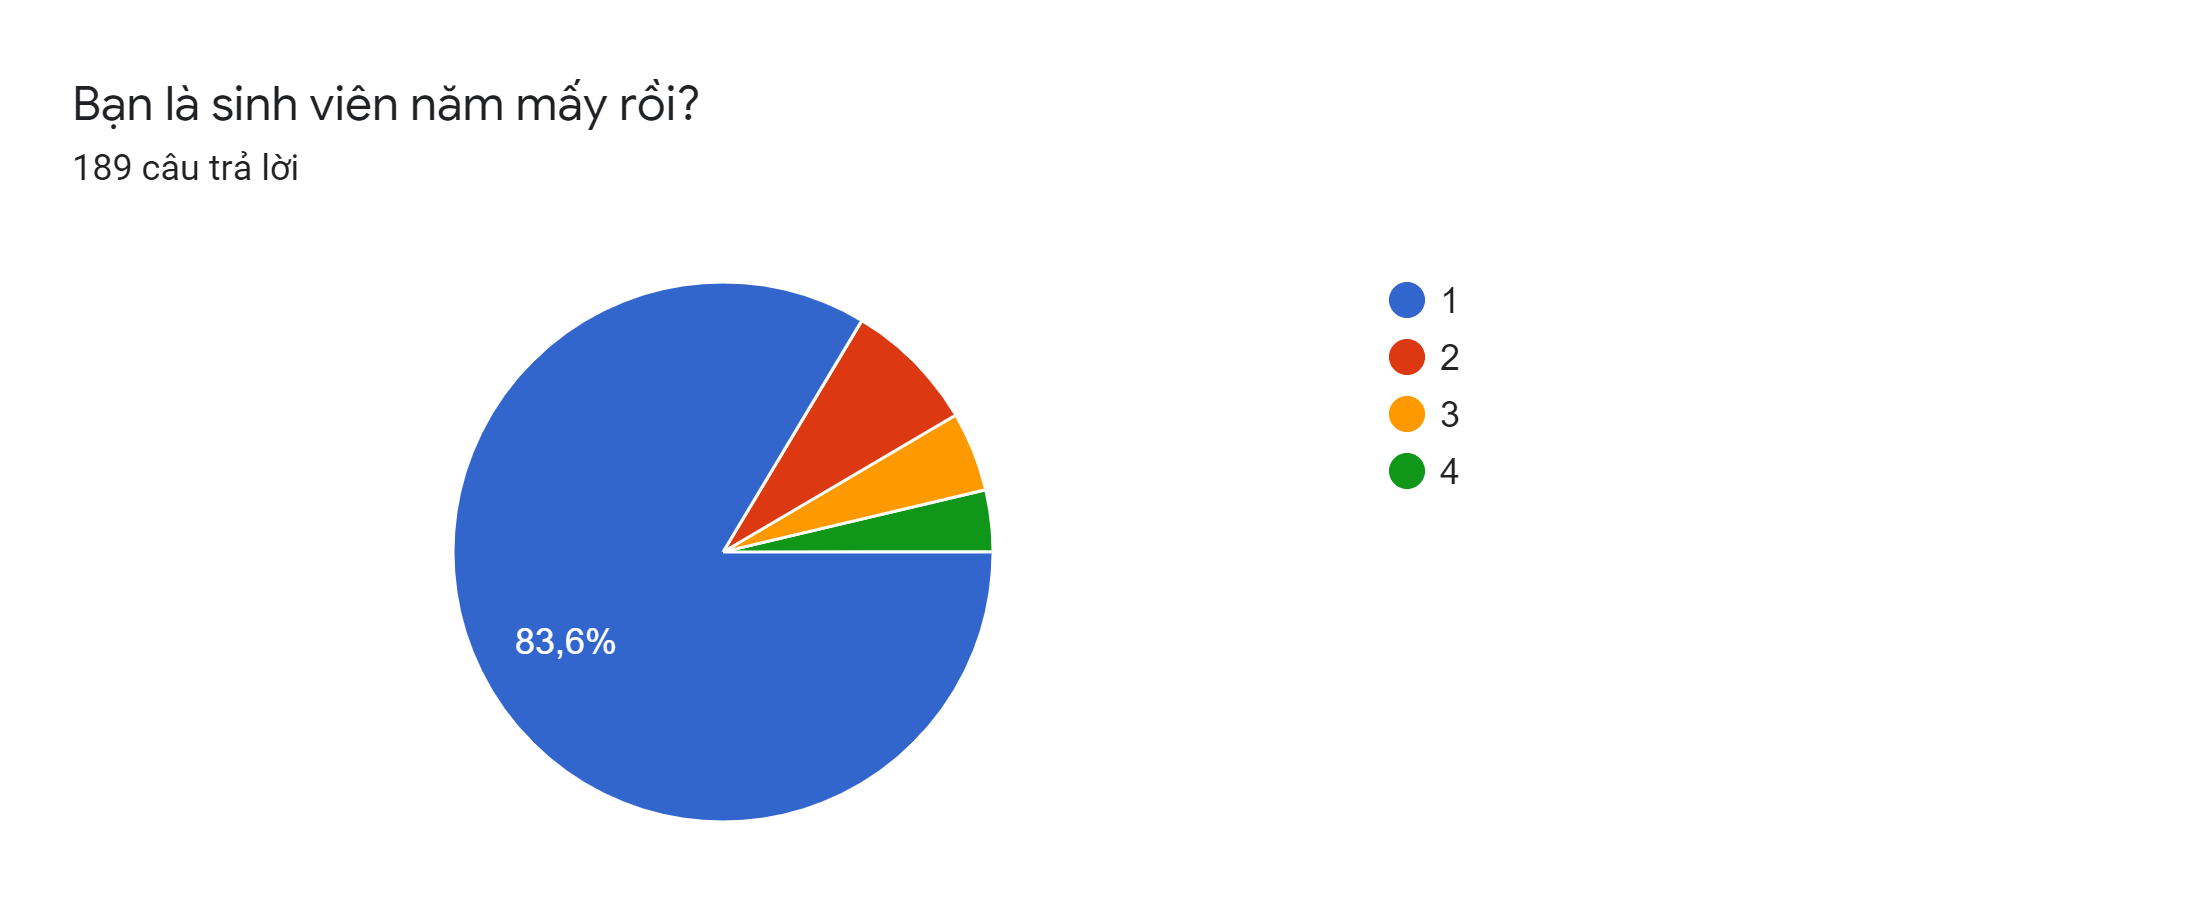 Bạn là sinh viên năm mấy rồi?
189 câu trả lời
1
2
3
4
83,6%